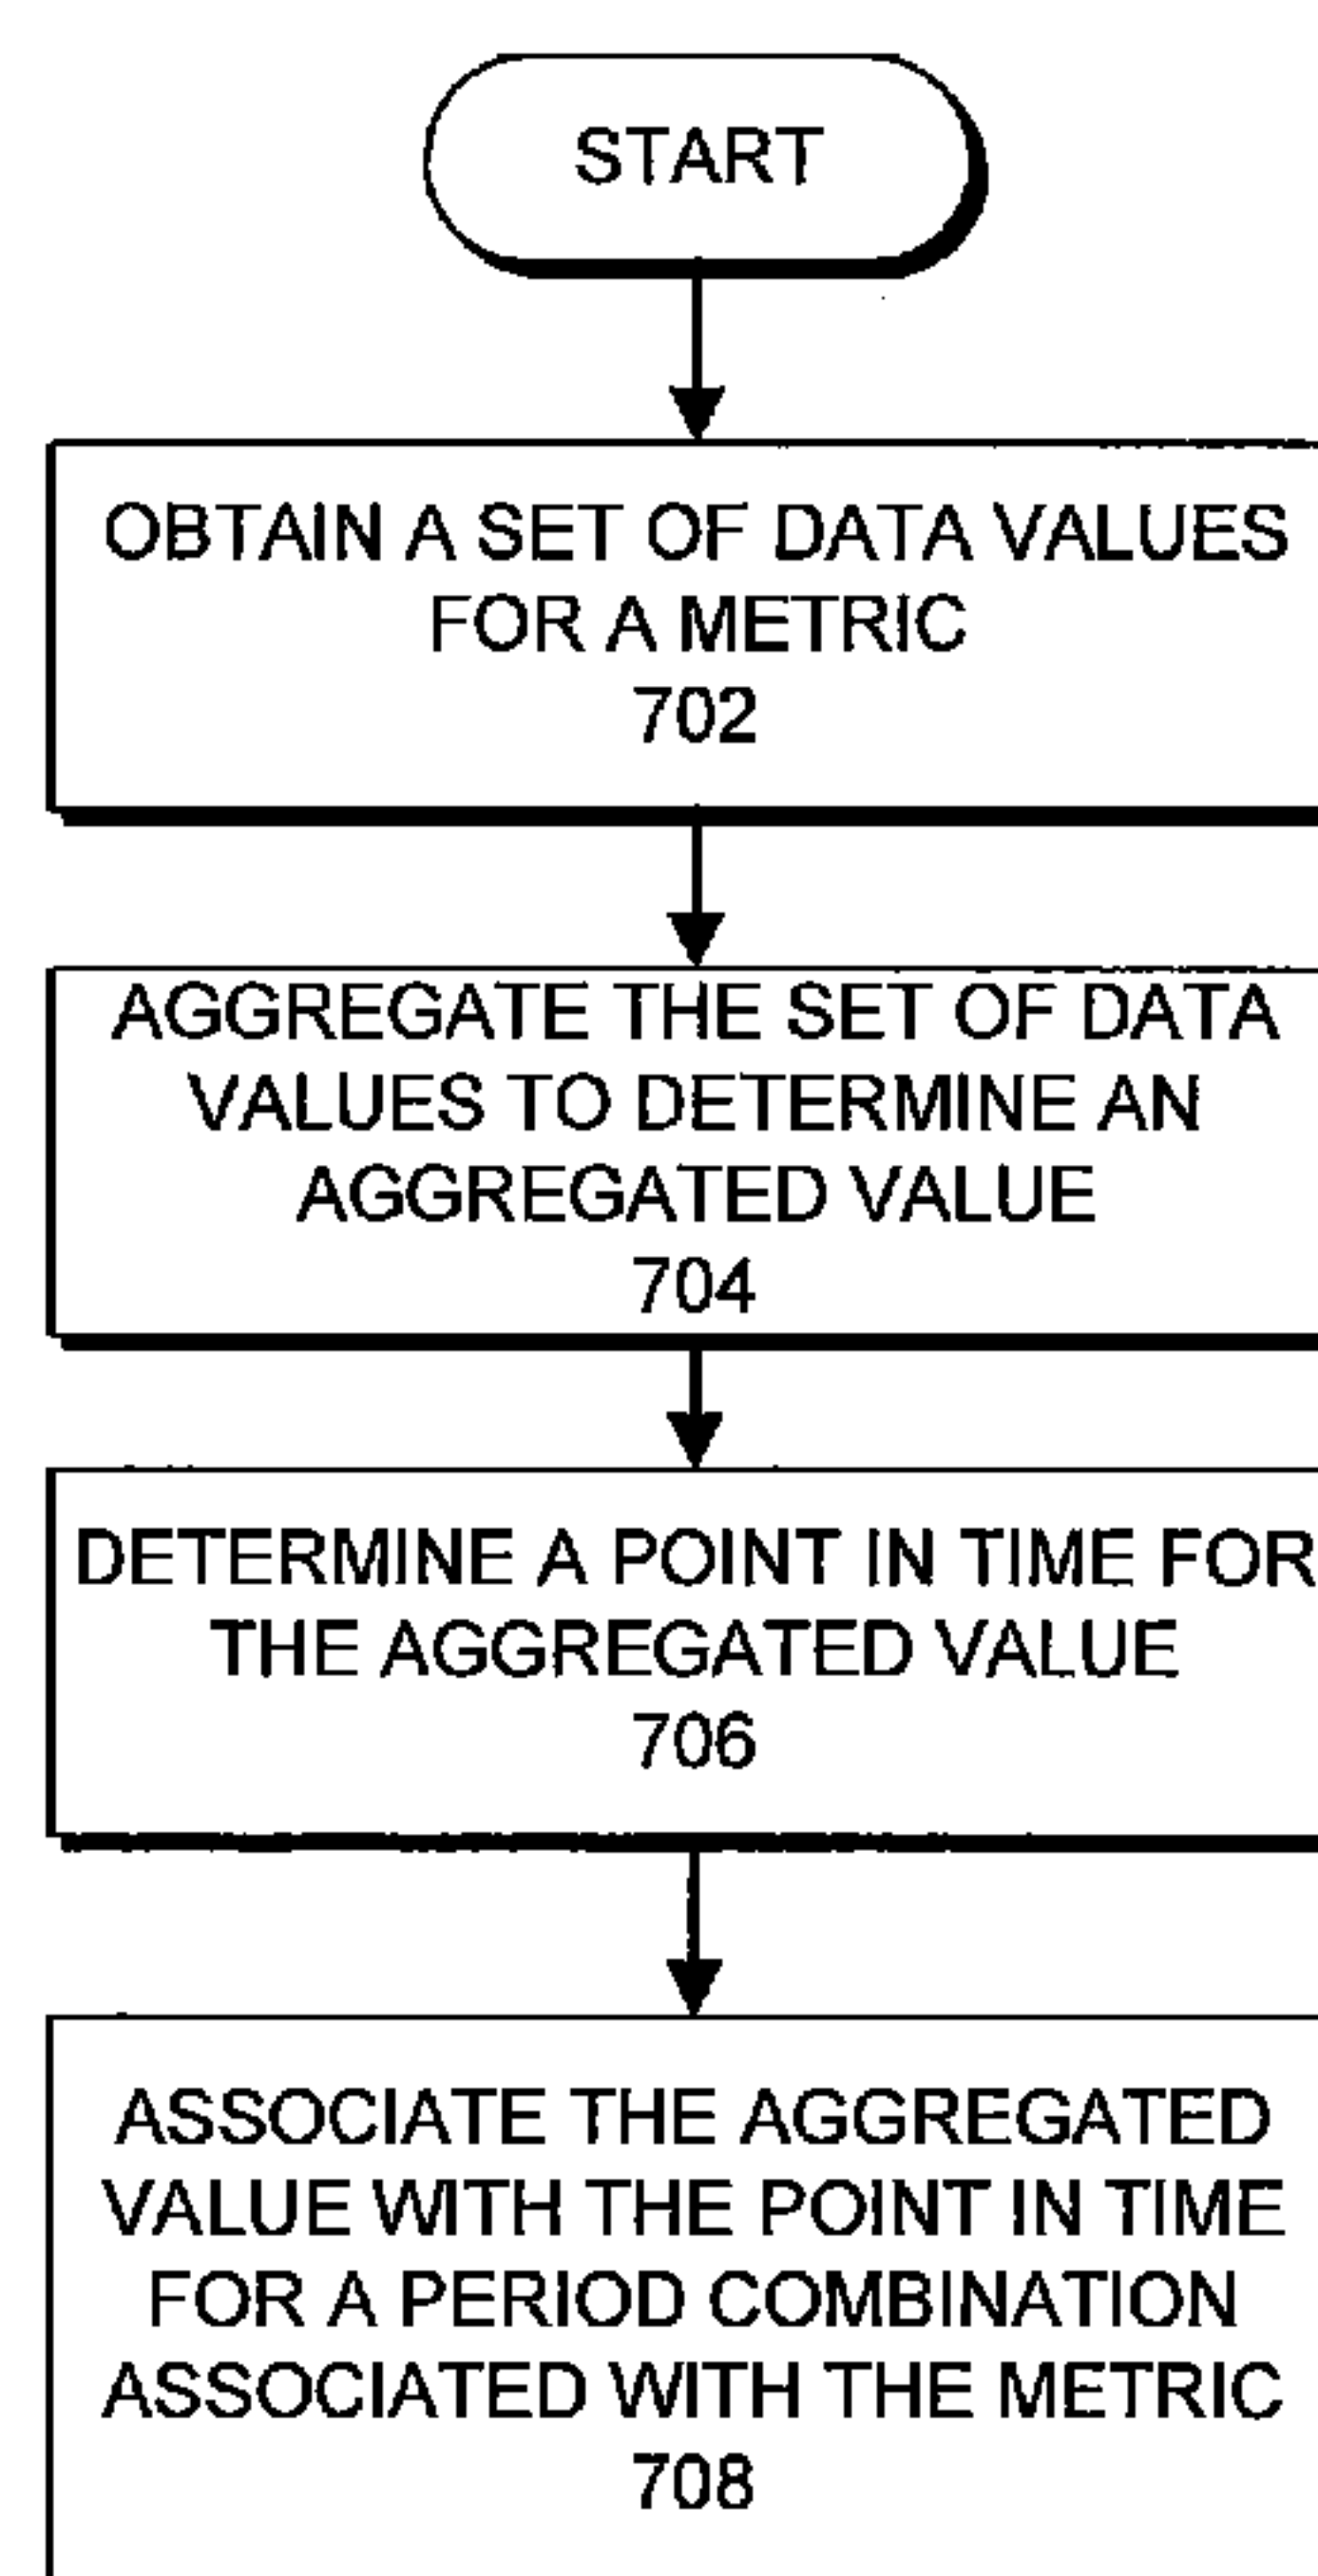 START
OBTAIN A SET OF DATA VALUES
FOR A METRIC
702
AGGREGATE THE SET OF DATA
VALUES TO DETERMINE AN
AGGREGATED VALUE
704
DETERMINE A POINT IN TIME FOR
THE AGGREGATED VALUE
706
ASSOCIATE THE AGGREGATED
VALUE WITH THE POINT IN TIME
FOR A PERIOD COMBINATION
ASSOCIATED WITH THE METRIC
708